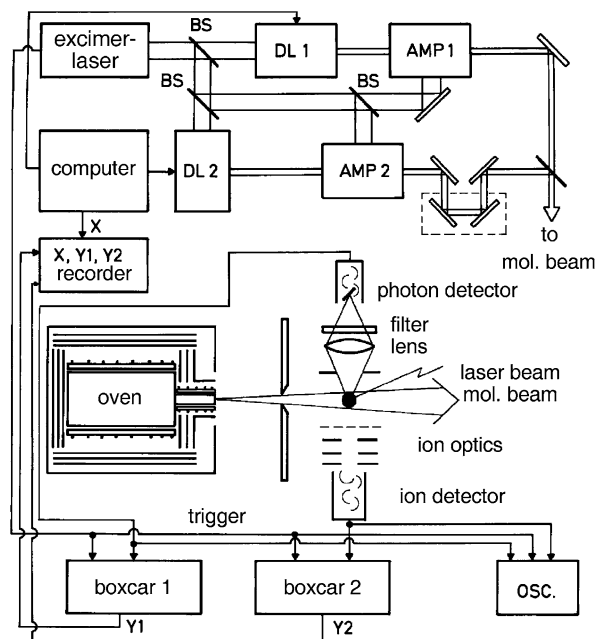 excimer-
laser
BS
DL 1
AMP 1
BS
BS
computer
DL 2
AMP 2
X
X, Y1, Y2
recorder
to
mol. beam
photon detector
filter
lens
laser beam
mol. beam
oven
ion optics
ion detector
trigger
boxcar 1
boxcar 2
OSC.
Y1
Y2